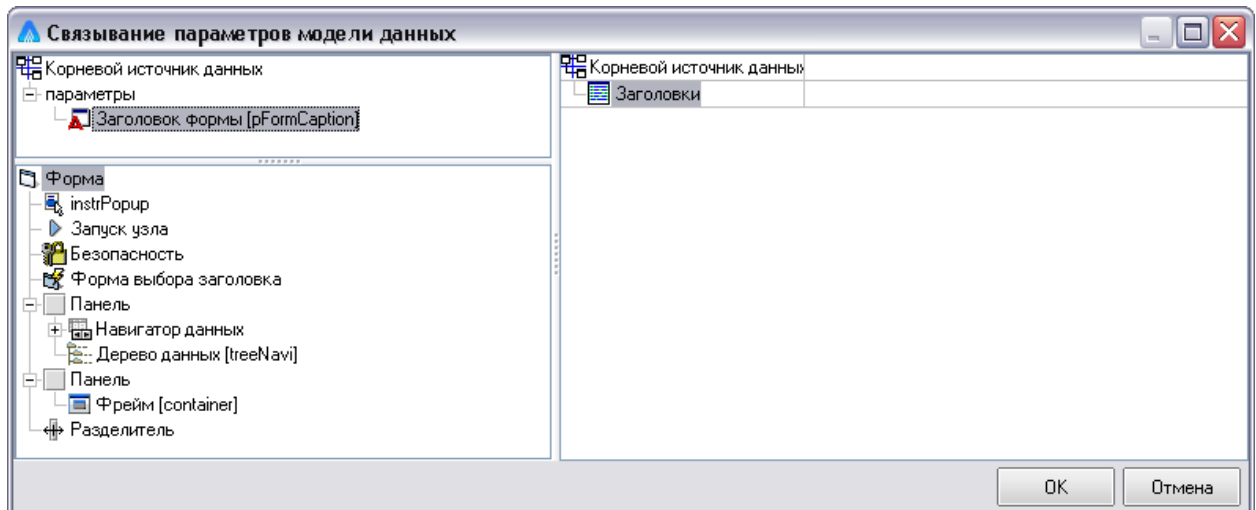 Связывание параметров модели данных
Корневой источник данных
параметры
Заголовок формы [pFormCaption]
Форма
instrPopup
Запуск узла
Безопасность
Форма выбора заголовка
Панель
Навигатор данных
Дерево данных [treeNavi]
Панель
Фрейм [container]
Разделитель
Корневой источник данных
Заголовки
OK
Отмена